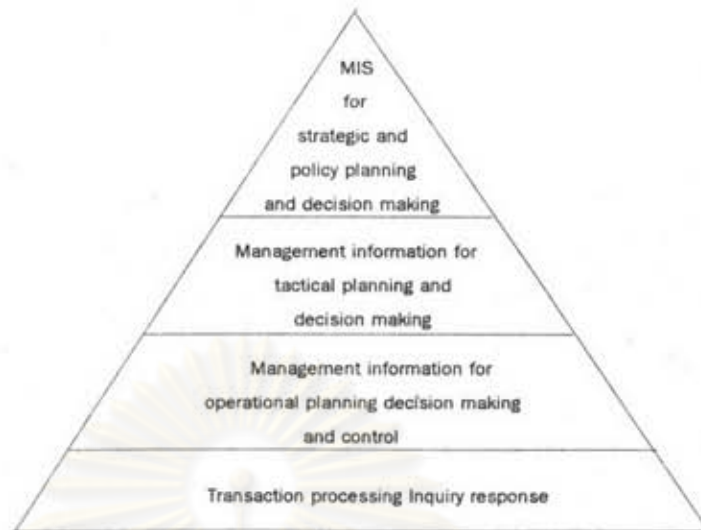 MIS
for
strategic and
policy planning
and decision making
Management information for
tactical planning and
decision making
Management information for
operational planning decision making
and control
Transaction processing Inquiry response